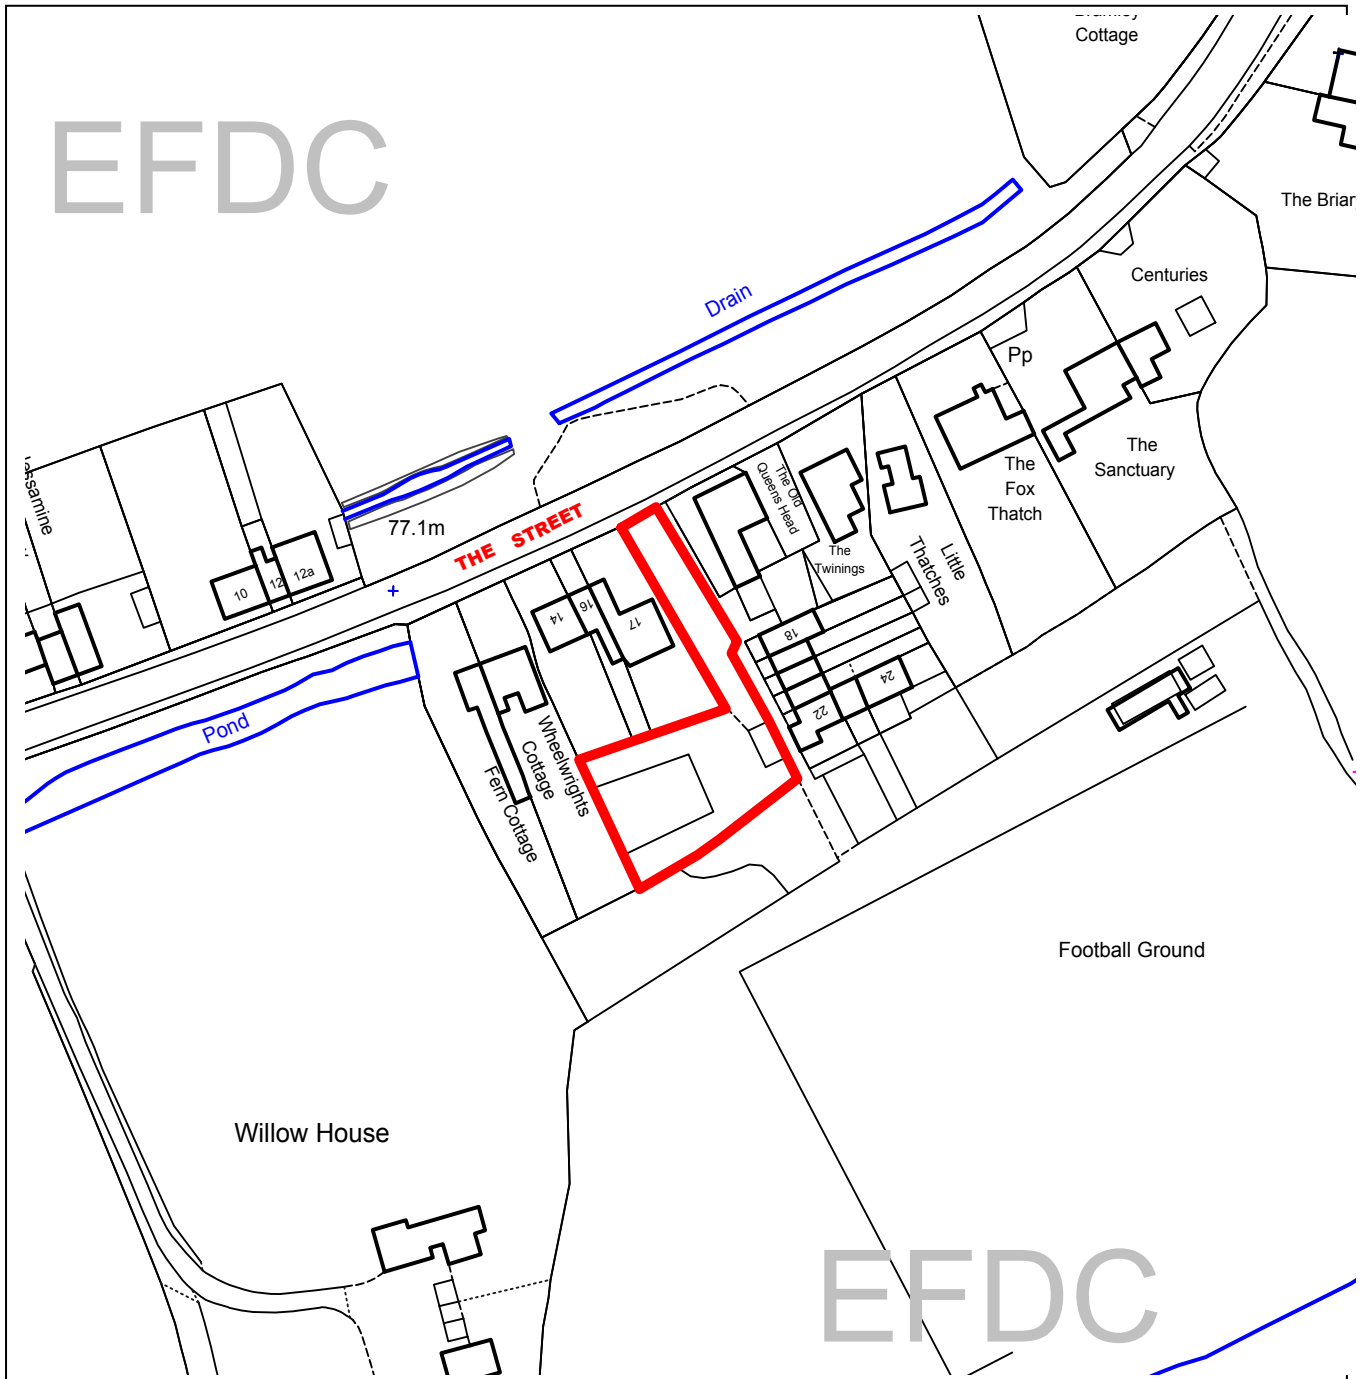 Cottage
EFDC
The Briar
Centuries
Drain
Pp
The
Sanctuary
The
Fox
Thatch
The Old
Queens Head
Jessamine
77.1m
THE STREET
The
Twinings
Little
Thatches
10
12
12a
14
16
17
18
24
22
Pond
Wheelwrights
Cottage
Fern Cottage
Football Ground
Willow House
EFDC